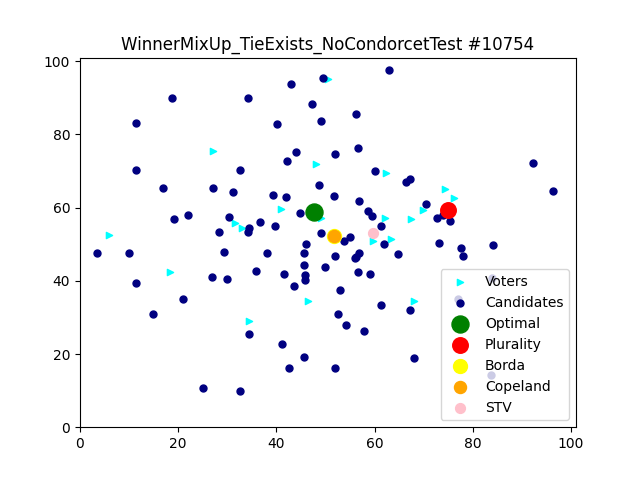 WinnerMixUp_TieExists_NoCondorcetTest #10754
100
80
60
40
20
0
0 20 40 60 80 100
Voters
Candidates
Optimal
Plurality
Borda
Copeland
STV